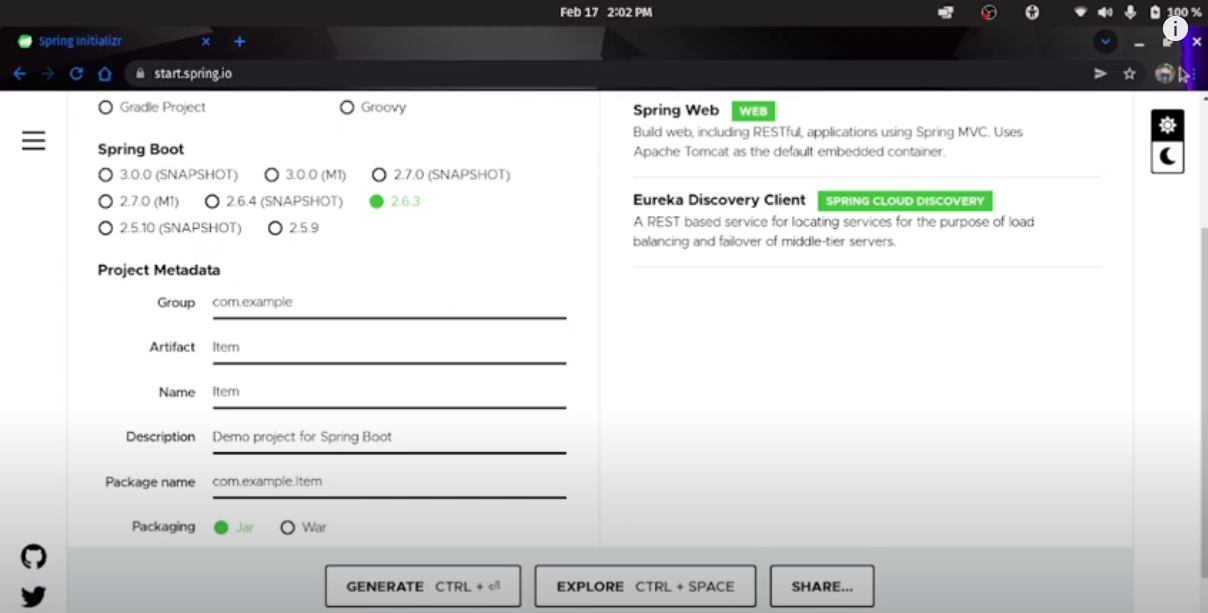 Feb 17 2:02 PM
100 %
i
Spring Initializr
start.spring.io
Gradle Project
Groovy
Spring Boot
3.0.0 (SNAPSHOT)
3.0.0 (M1)
2.7.0 (SNAPSHOT)
2.7.0 (M1)
2.6.4 (SNAPSHOT)
2.6.3
2.5.10 (SNAPSHOT)
2.5.9
Project Metadata
Group com.example
Artifact Item
Name Item
Description Demo project for Spring Boot
Package name com.example.Item
Packaging Jar War
Spring Web WEB
Build web, including RESTful, applications using Spring MVC. Uses
Apache Tomcat as the default embedded container.
Eureka Discovery Client SPRING CLOUD DISCOVERY
A REST based service for locating services for the purpose of load
balancing and failover of middle-tier servers.
GENERATE CTRL + ⏎
EXPLORE CTRL + SPACE
SHARE...